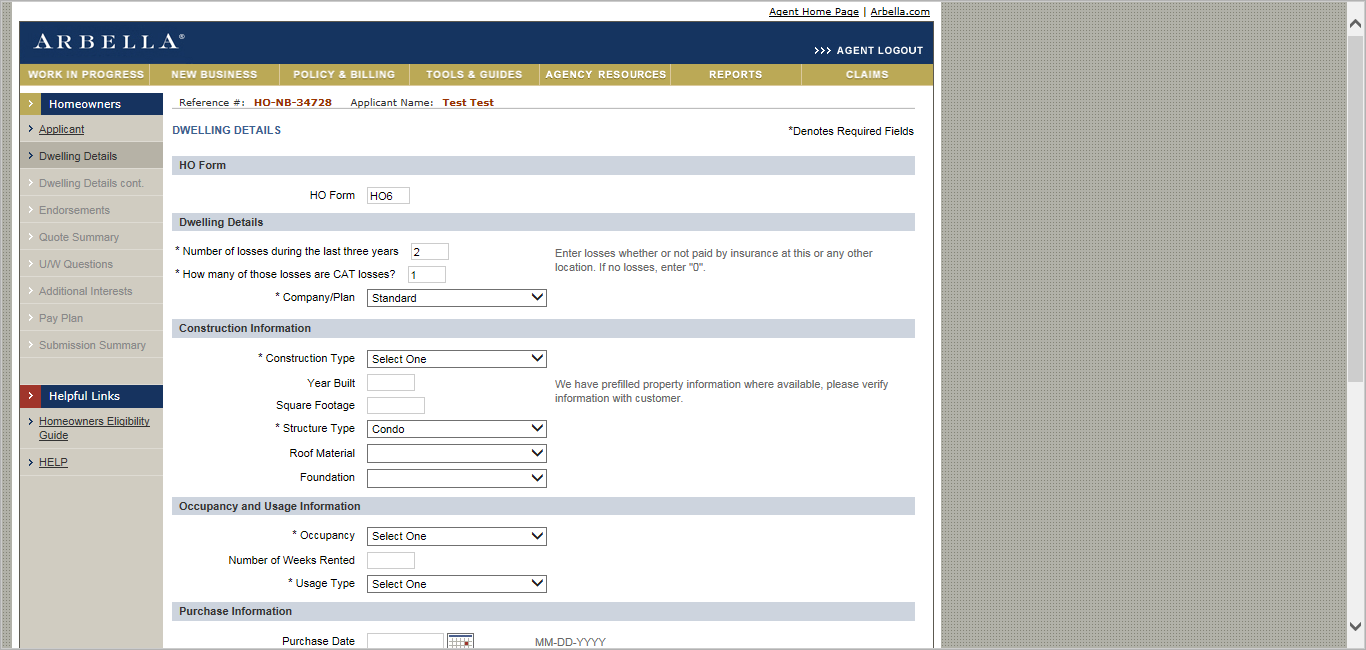 Agent Home Page | Arbella.com
ARBELLA®
>>> AGENT LOGOUT
WORK IN PROGRESS NEW BUSINESS POLICY & BILLING TOOLS & GUIDES AGENCY RESOURCES REPORTS CLAIMS
Homeowners
Applicant
Dwelling Details
Dwelling Details cont.
Endorsements
Quote Summary
U/W Questions
Additional Interests
Pay Plan
Submission Summary
Helpful Links
Homeowners Eligibility
Guide
HELP
Reference #: HO-NB-34728 Applicant Name: Test Test
DWELLING DETAILS
*Denotes Required Fields
HO Form
HO Form HO6
Dwelling Details
* Number of losses during the last three years 2
* How many of those losses are CAT losses? 1
Enter losses whether or not paid by insurance at this or any other
location. If no losses, enter "0".
* Company/Plan Standard
Construction Information
* Construction Type Select One
Year Built
We have prefilled property information where available, please verify
information with customer.
Square Footage
* Structure Type Condo
Roof Material
Foundation
Occupancy and Usage Information
* Occupancy Select One
Number of Weeks Rented
* Usage Type Select One
Purchase Information
Purchase Date MM-DD-YYYY